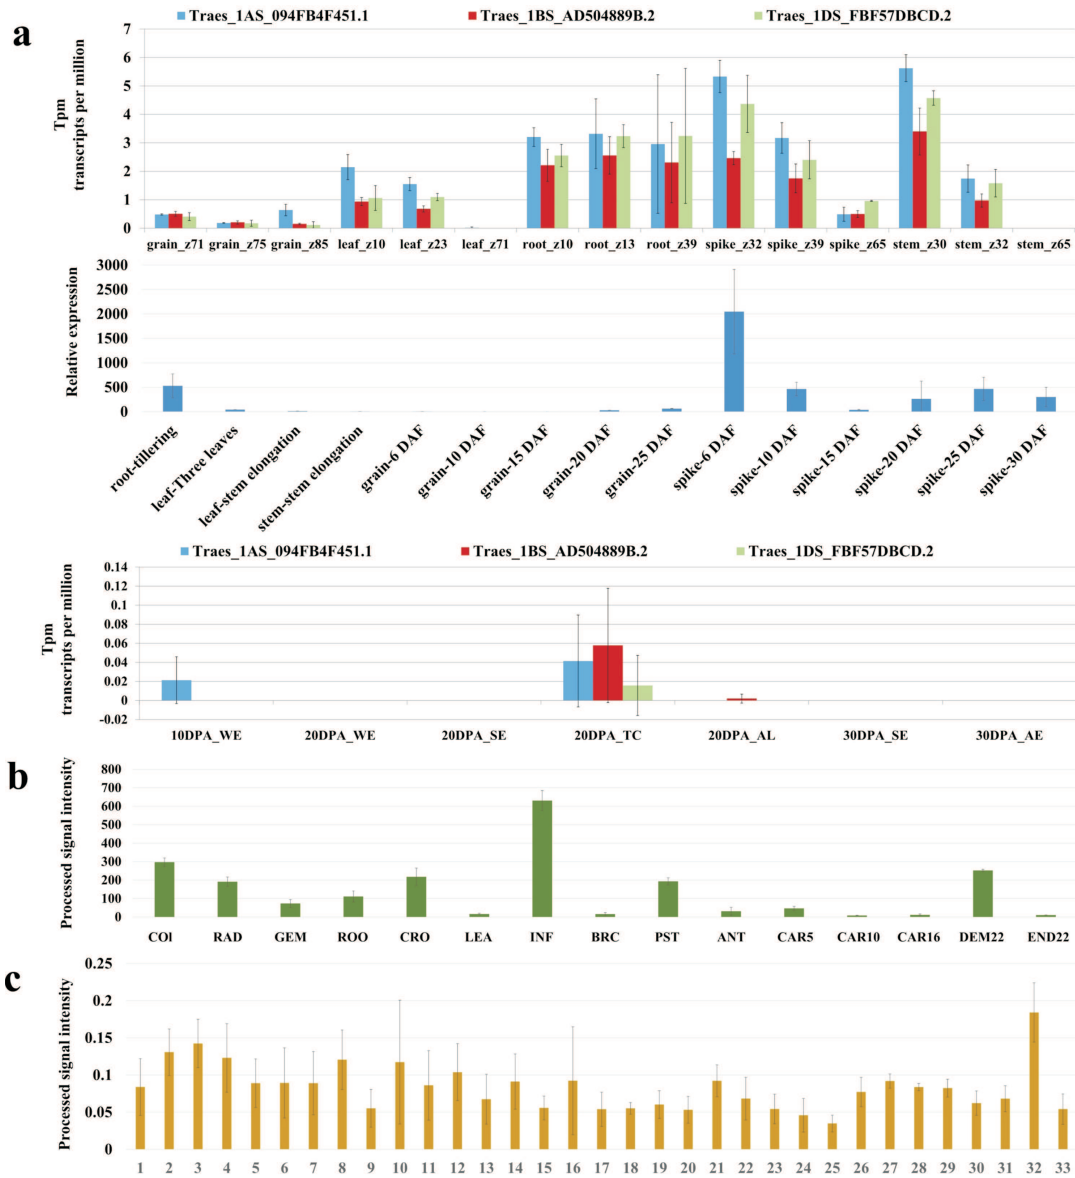 a
Traes_1AS_094FB4F451.1 Traes_1BS_AD504889B.2 Traes_1DS_FBF57DBCD.2
Tpm
transcripts per million
7
6
5
4
3
2
1
0
grain_z71 grain_z75 grain_z85 leaf_z10 leaf_z23 leaf_z71 root_z10 root_z13 root_z39 spike_z32 spike_z39 spike_z65 stem_z30 stem_z32 stem_z65
Relative expression
3000
2500
2000
1500
1000
500
0
root-tillering
leaf-Three leaves
leaf-stem elongation
stem-stem elongation
grain-6 DAF
grain-10 DAF
grain-15 DAF
grain-20 DAF
grain-25 DAF
spike-6 DAF
spike-10 DAF
spike-15 DAF
spike-20 DAF
spike-25 DAF
spike-30 DAF
Traes_1AS_094FB4F451.1 Traes_1BS_AD504889B.2 Traes_1DS_FBF57DBCD.2
Tpm
transcripts per million
0.14
0.12
0.1
0.08
0.06
0.04
0.02
0
-0.02
10DPA_WE 20DPA_WE 20DPA_SE 20DPA_TC 20DPA_AL 30DPA_SE 30DPA_AE
b
Processed signal intensity
800
700
600
500
400
300
200
100
0
COl RAD GEM ROO CRO LEA INF BRC PST ANT CAR5 CAR10 CAR16 DEM22 END22
c
Processed signal intensity
0.25
0.2
0.15
0.1
0.05
0
1 2 3 4 5 6 7 8 9 10 11 12 13 14 15 16 17 18 19 20 21 22 23 24 25 26 27 28 29 30 31 32 33